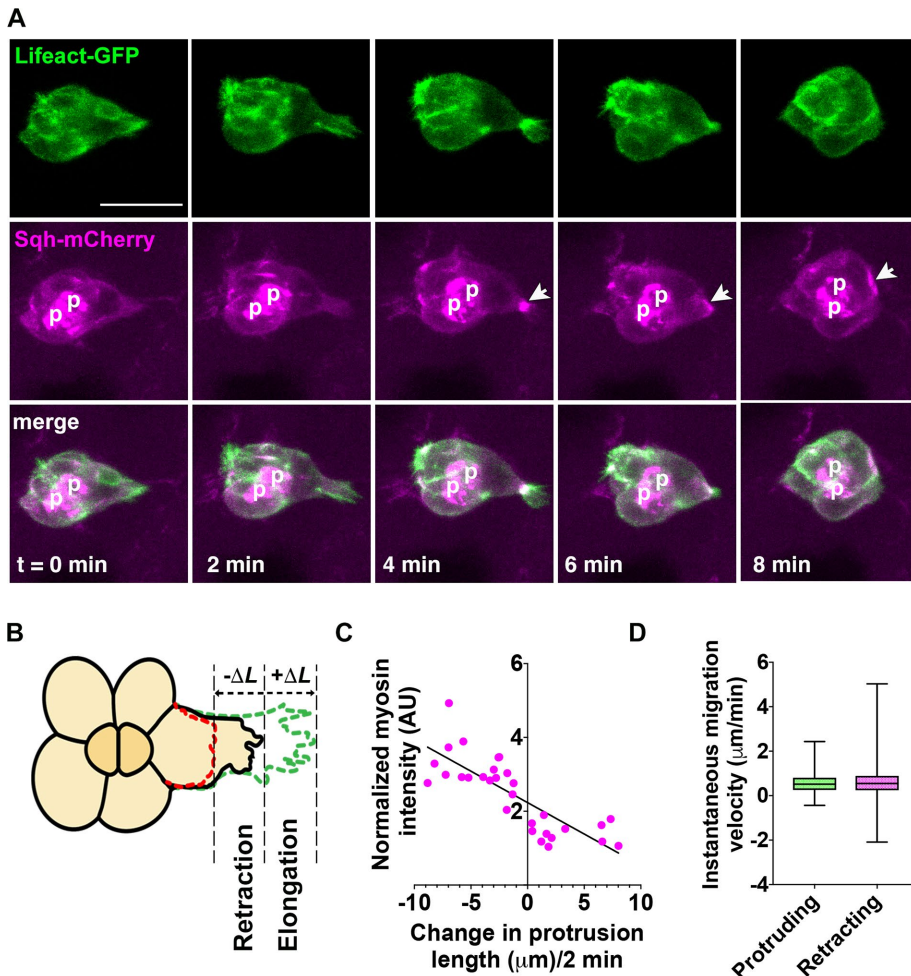 A
Lifeact-GFP
Sqh-mCherry
p p
p p
p p
p p
p
p
merge
p p
p p
p p
p p
p
p
t = 0 min 2 min 4 min 6 min 8 min
B
-ΔL +ΔL
Retraction
Elongation
C
Normalized myosin
intensity (AU)
6
4
2
-10 -5 0 5 10
Change in protrusion
length (μm)/2 min
D
Instantaneous migration
velocity (μm/min)
6
4
2
0
-2
-4
Protruding
Retracting